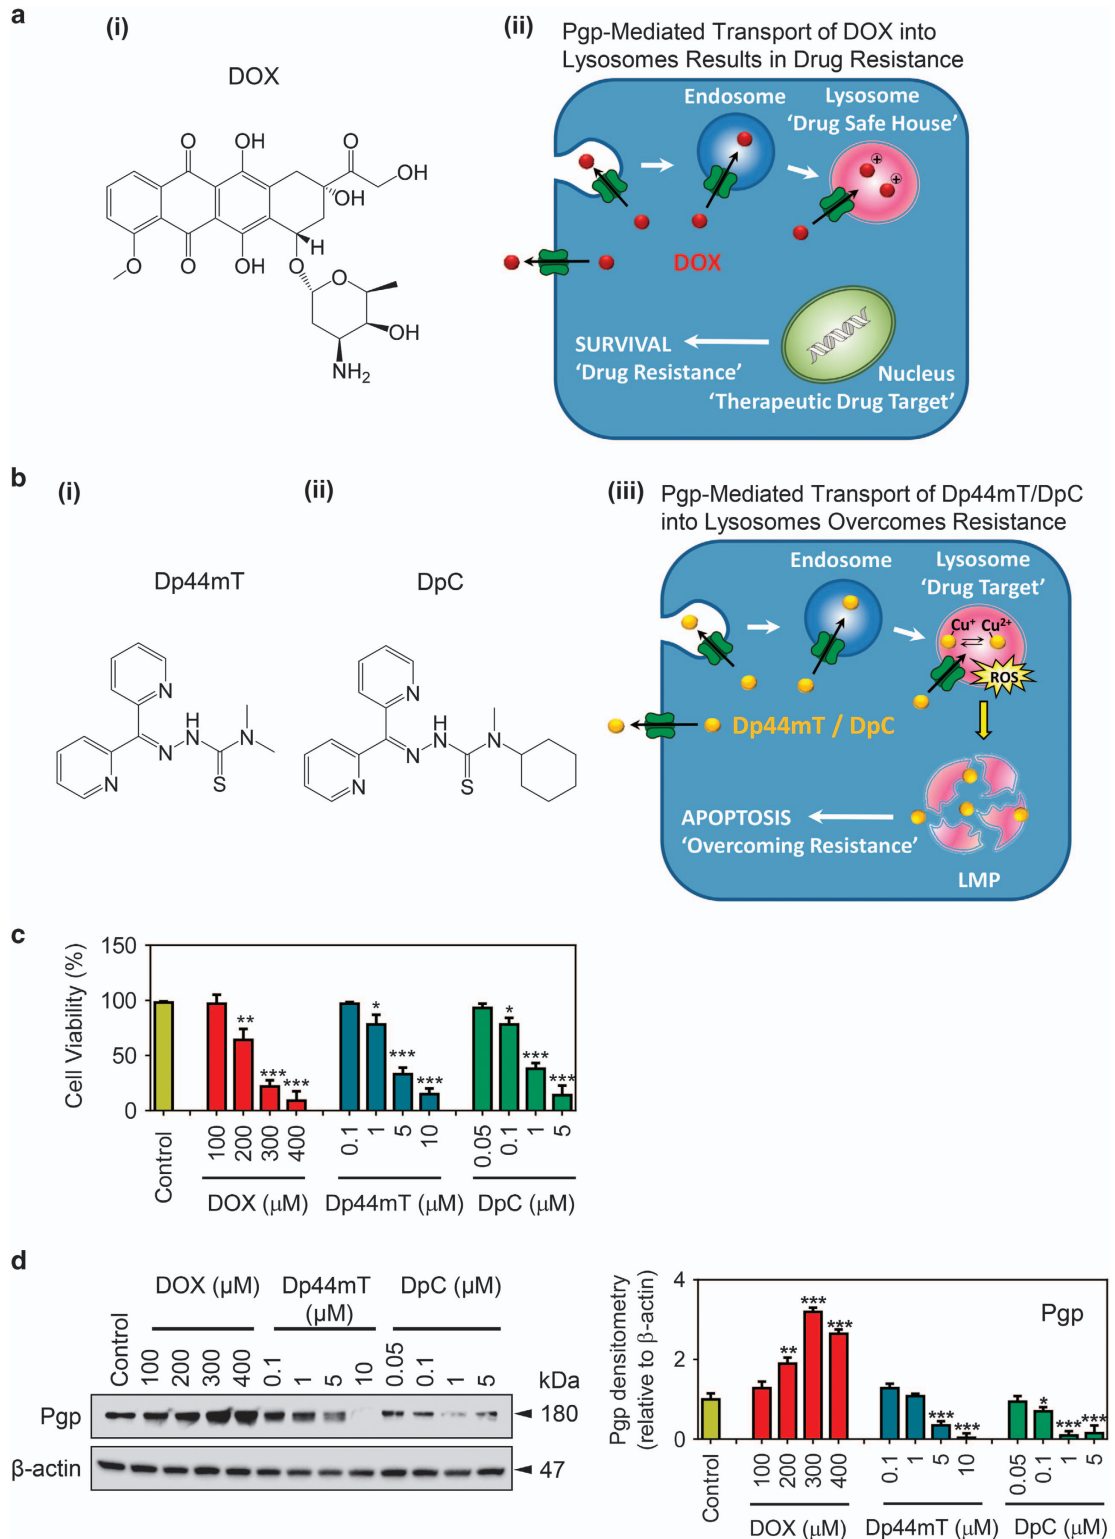 a
(i)
DOX
O
OH
O
OH
OH
O
O
OH
H
O
O
OH
NH2
(ii)
Pgp-Mediated Transport of DOX into
Lysosomes Results in Drug Resistance
Endosome
Lysosome
‘Drug Safe House’
+
+
DOX
SURVIVAL
‘Drug Resistance’
Nucleus
‘Therapeutic Drug Target’
b
(i)
Dp44mT
N
N
N
H
N
S
N
(ii)
DpC
N
N
N
H
N
S
N
(iii)
Pgp-Mediated Transport of Dp44mT/DpC
into Lysosomes Overcomes Resistance
Endosome
Lysosome
‘Drug Target’
Cu+ Cu2+
ROS
Dp44mT / DpC
APOPTOSIS
‘Overcoming Resistance’
LMP
c
Cell Viability (%)
150
100
50
0
** *** ***
* *** ***
* *** ***
Control
100 200 300 400
0.1 1 5 10
0.05 0.1 1 5
DOX (μM)
Dp44mT (μM)
DpC (μM)
d
DOX (μM)
Dp44mT
(μM)
DpC (μM)
Control
100 200 300 400 0.1 1 5 10 0.05 0.1 1 5
kDa
Pgp
180
β-actin
47
Pgp densitometry
(relative to β-actin)
4
2
0
Pgp
** *** ***
*** ***
* *** ***
Control
100 200 300 400
0.1 1 5 10
0.05 0.1 1 5
DOX (μM)
Dp44mT (μM)
DpC (μM)